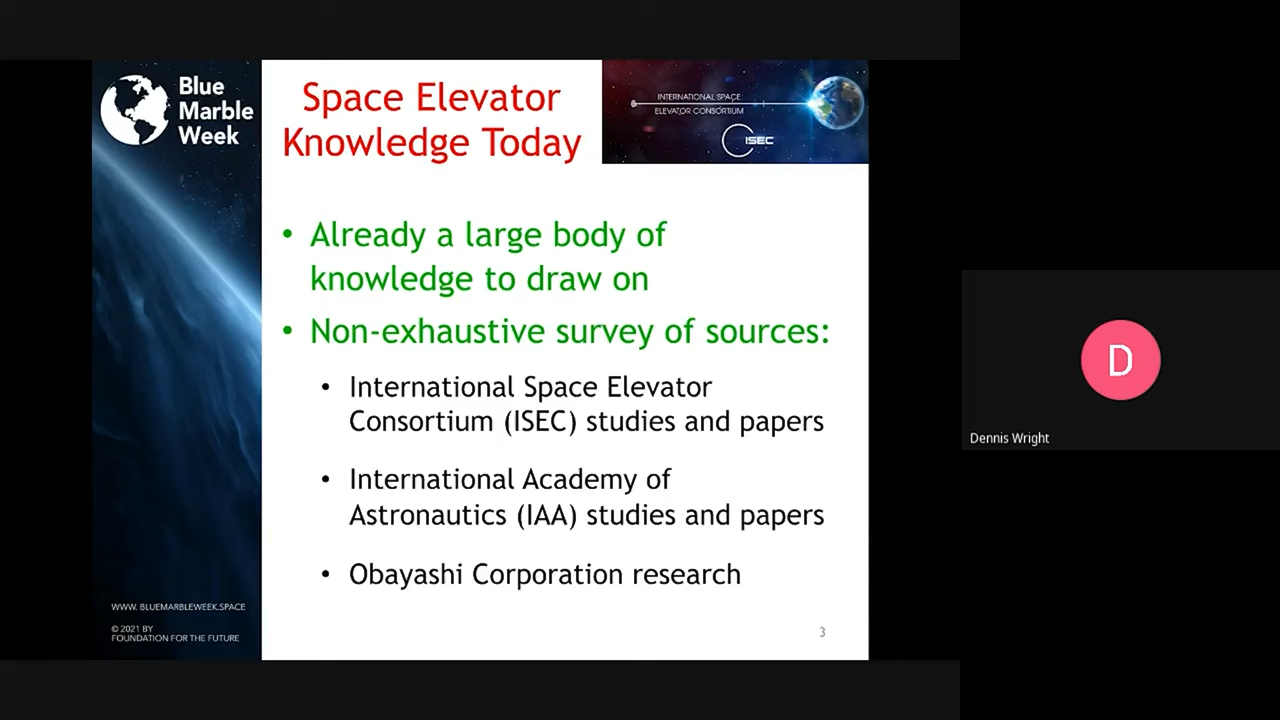 Blue
Marble
Week
Space Elevator
Knowledge Today
INTERNATIONAL SPACE
ELEVATOR CONSORTIUM
ISEC
• Already a large body of
knowledge to draw on
• Non-exhaustive survey of sources:
• International Space Elevator
Consortium (ISEC) studies and papers
• International Academy of
Astronautics (IAA) studies and papers
• Obayashi Corporation research
WWW. BLUEMARBLEWEEK.SPACE
© 2021 BY
FOUNDATION FOR THE FUTURE
3
D
Dennis Wright